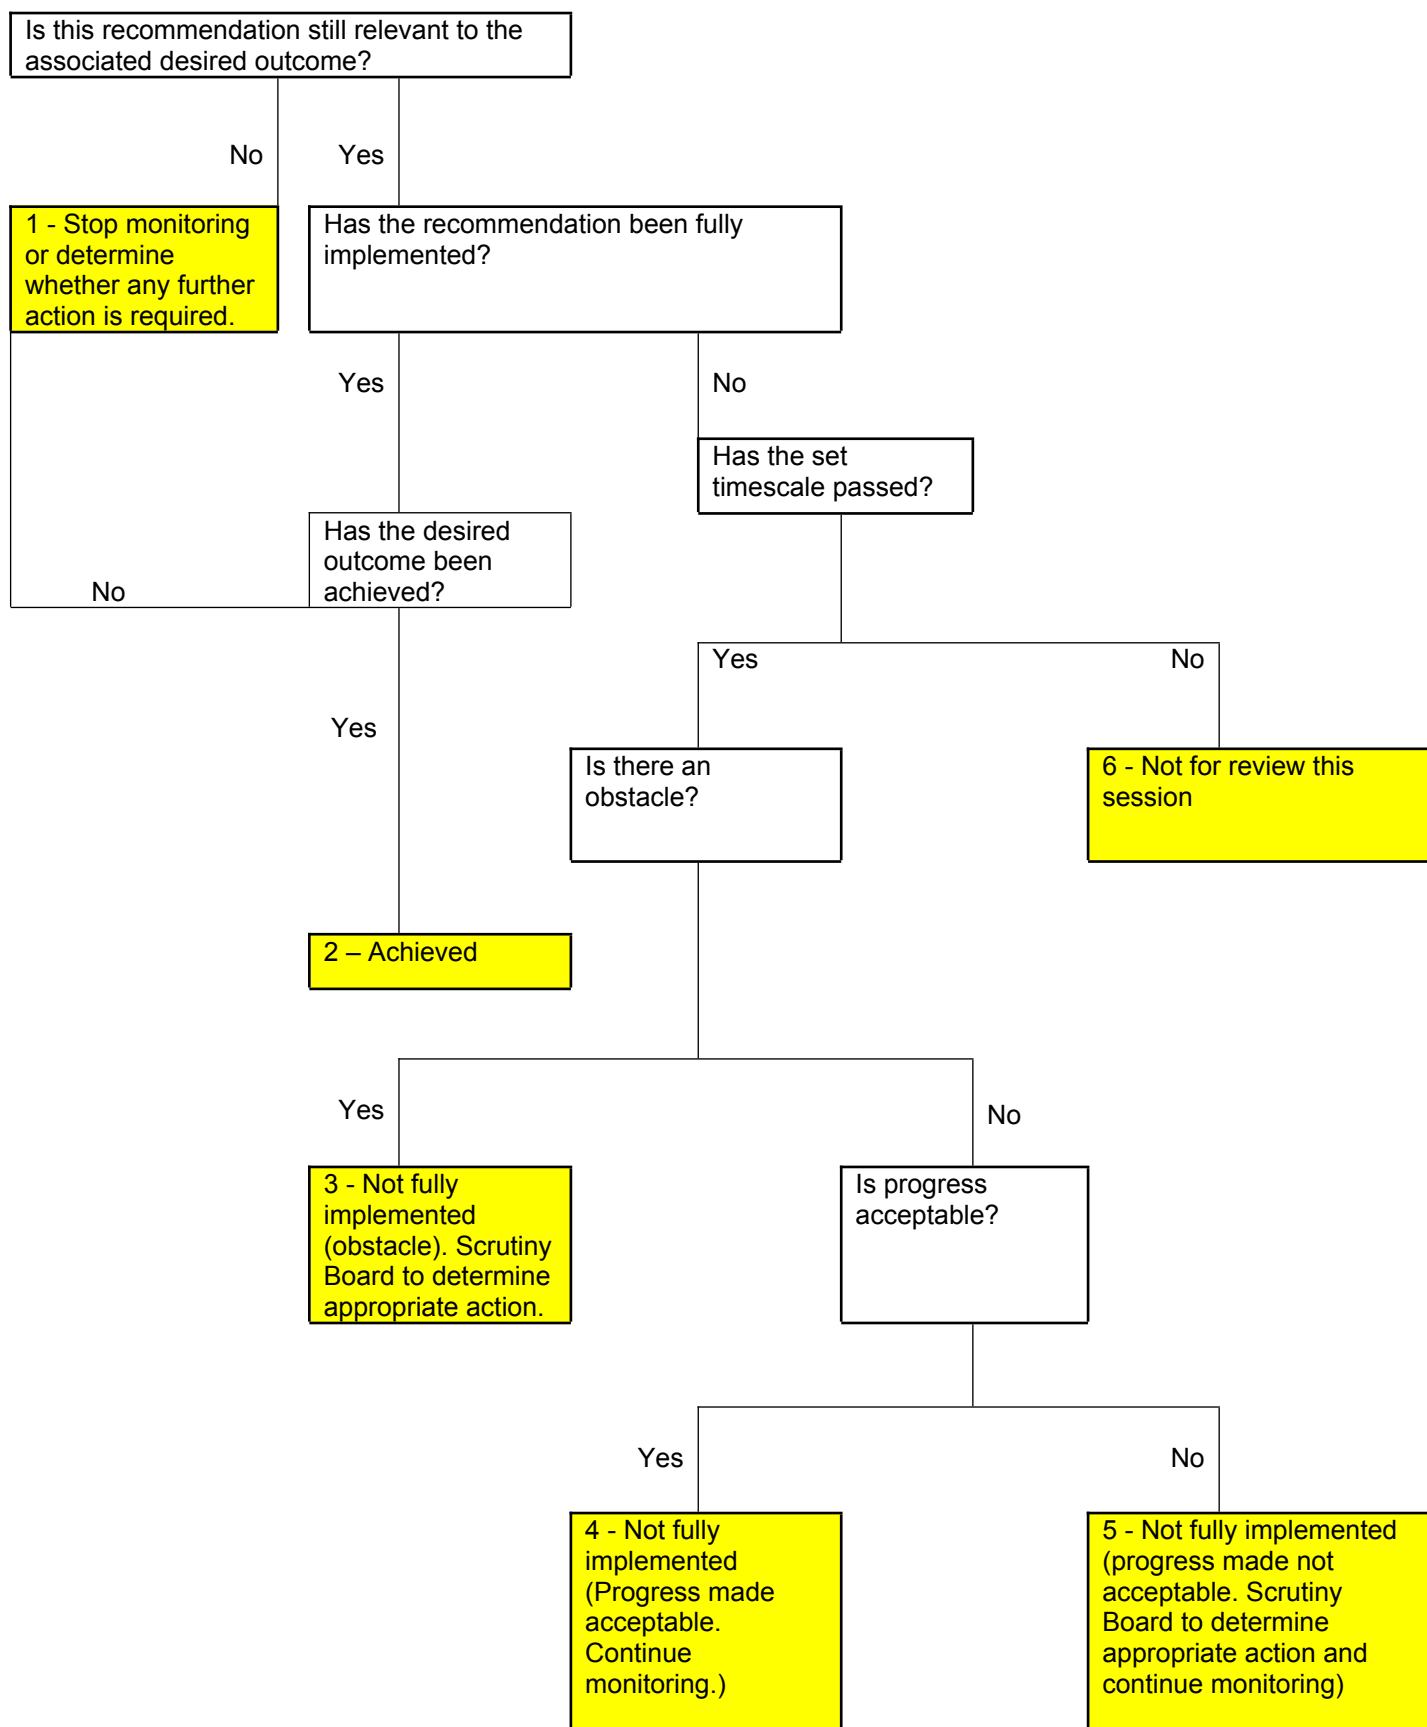 Is this recommendation still relevant to the
associated desired outcome?
No
Yes
1 - Stop monitoring
or determine
whether any further
action is required.
Has the recommendation been fully
implemented?
Yes
No
Has the set
timescale passed?
Has the desired
outcome been
achieved?
No
Yes
No
Yes
Is there an
obstacle?
6 - Not for review this
session
2 – Achieved
Yes
No
3 - Not fully
implemented
(obstacle). Scrutiny
Board to determine
appropriate action.
Is progress
acceptable?
Yes
No
4 - Not fully
implemented
(Progress made
acceptable.
Continue
monitoring.)
5 - Not fully implemented
(progress made not
acceptable. Scrutiny
Board to determine
appropriate action and
continue monitoring)